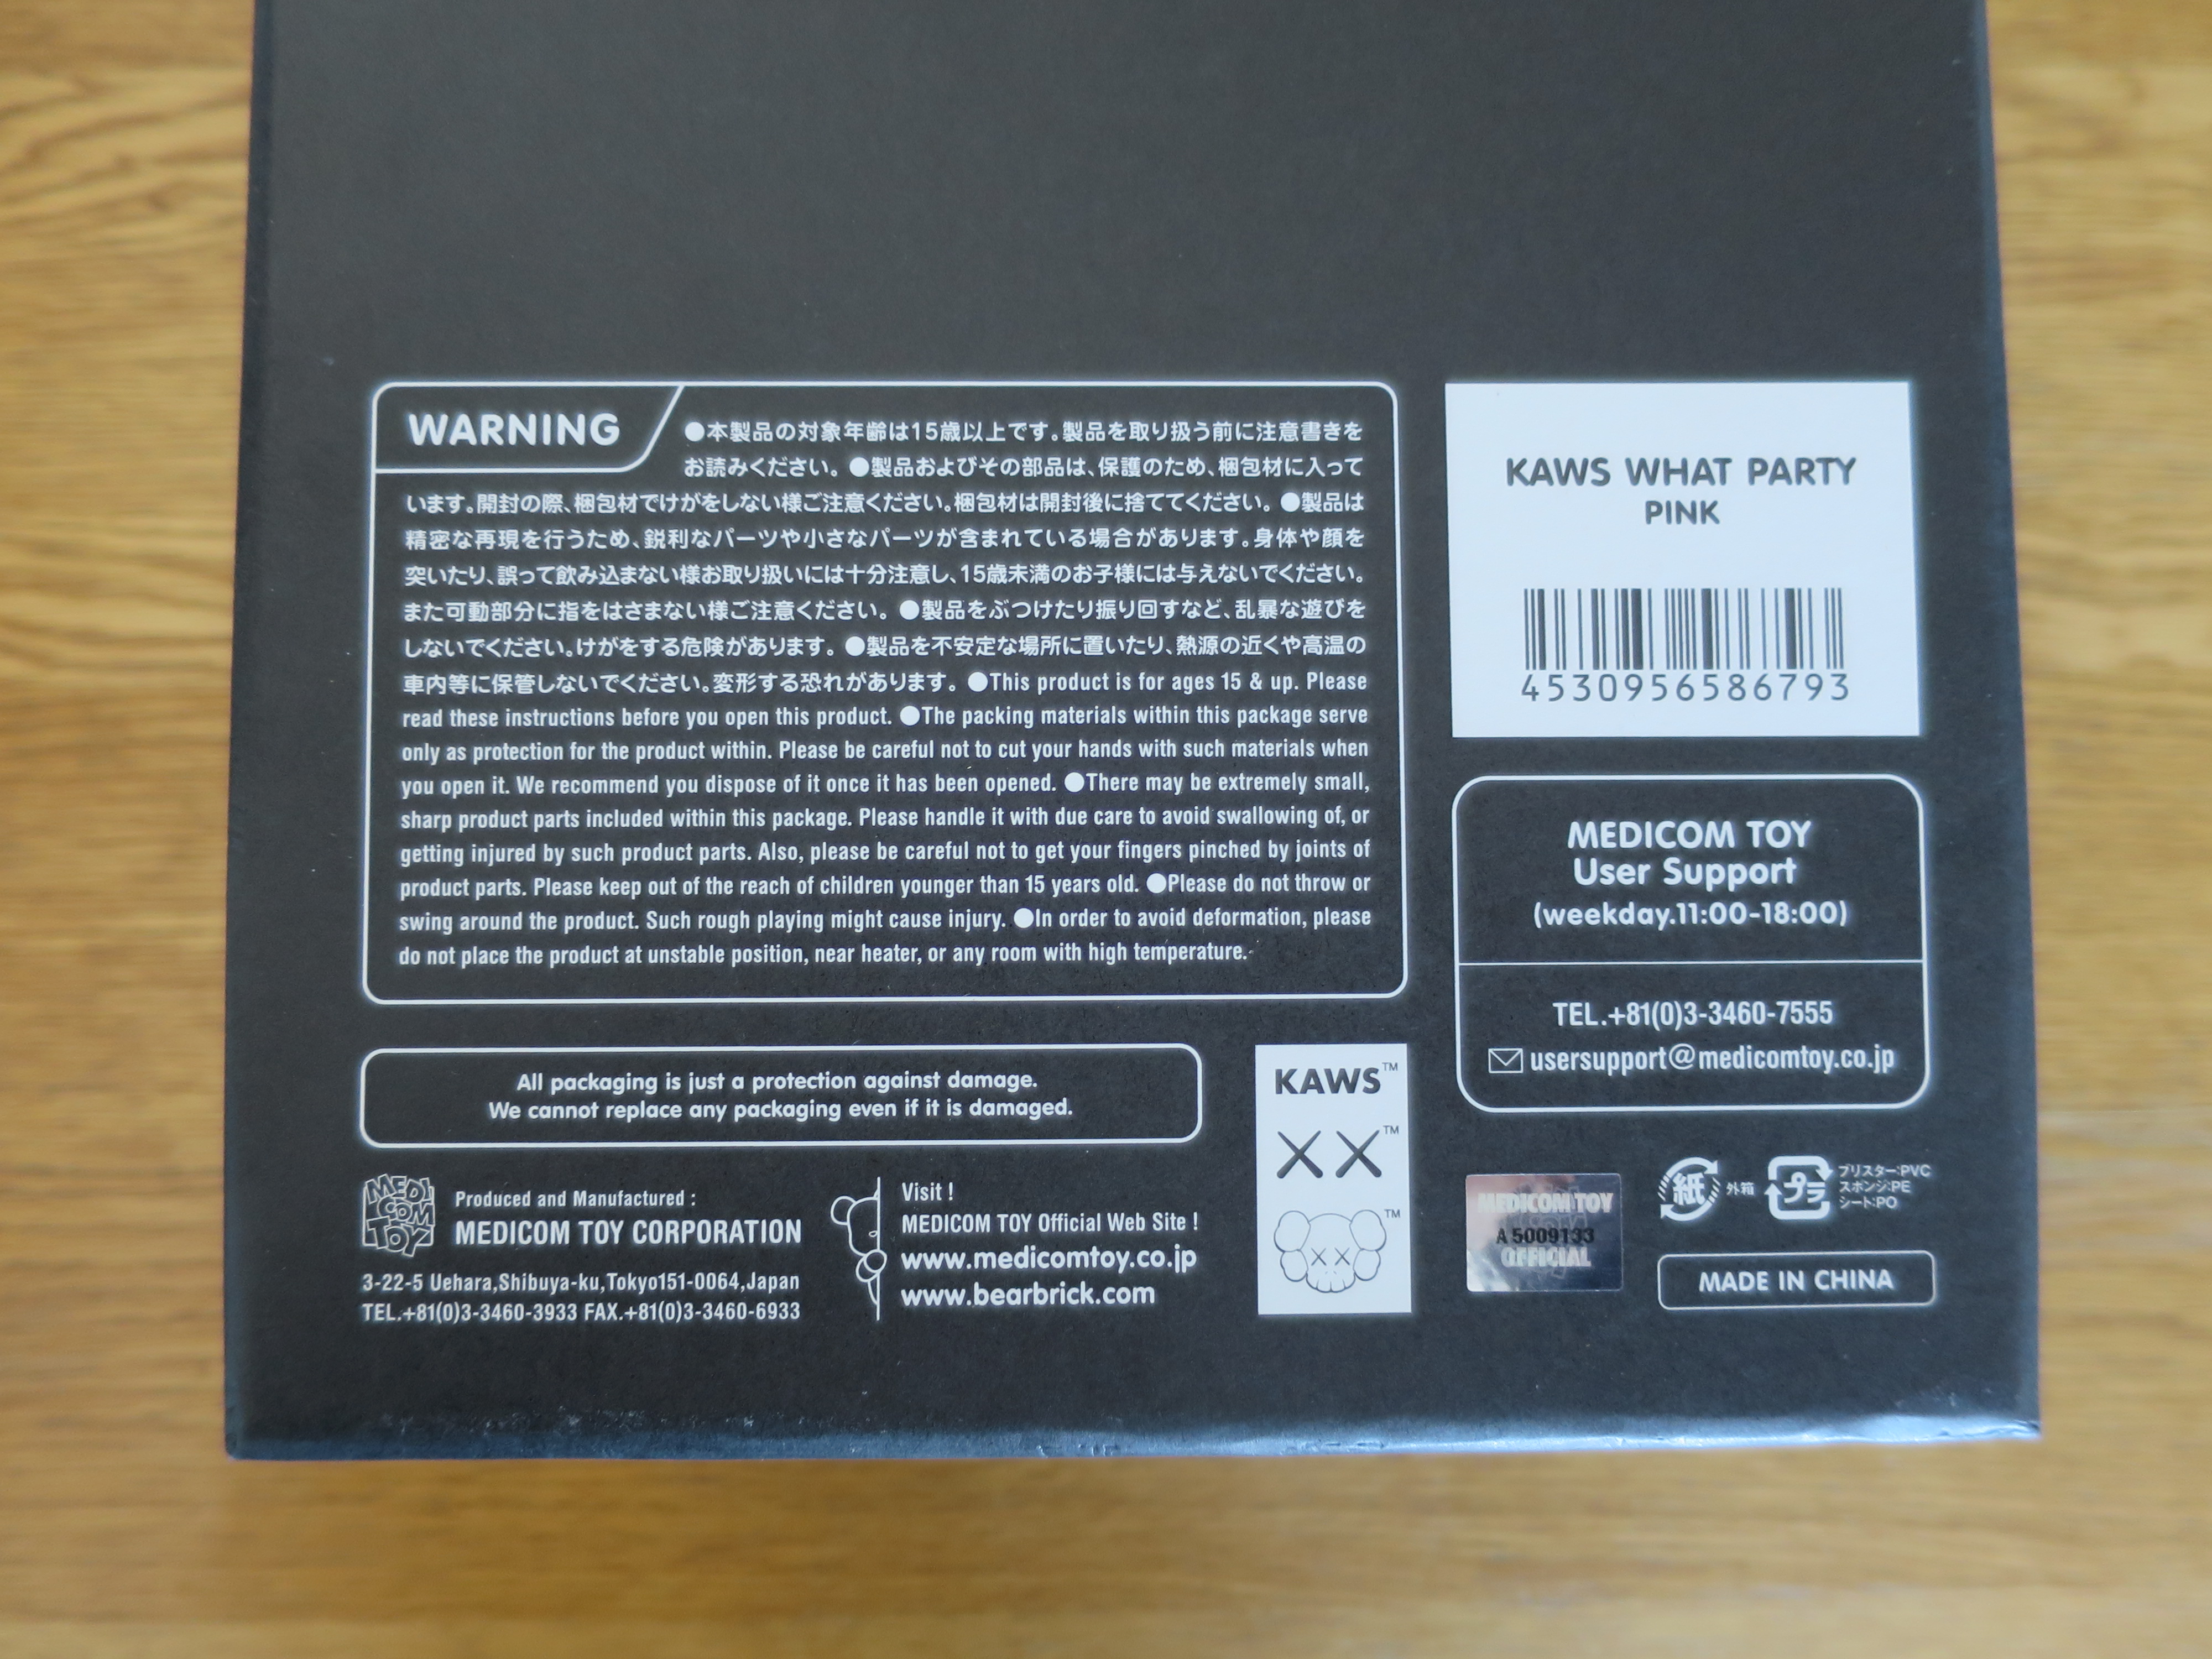 WARNING
●本製品の対象年齢は15歳以上です。製品を取り扱う前に注意書きを
お読みください。●製品およびその部品は、保護のため、梱包材に入って
います。開封の際、梱包材でけがをしない様ご注意ください。梱包材は開封後に捨ててください。●製品は
精密な再現を行うため、鋭利なパーツや小さなパーツが含まれている場合があります。身体や顔を
突いたり、誤って飲み込まない様お取り扱いには十分注意し、15歳未満のお子様には与えないでください。
また可動部分に指をはさまない様ご注意ください。●製品をぶつけたり振り回すなど、乱暴な遊びを
しないでください。けがをする危険があります。●製品を不安定な場所に置いたり、熱源の近くや高温の
車内等に保管しないでください。変形する恐れがあります。●This product is for ages 15 & up. Please
read these instructions before you open this product. ●The packing materials within this package serve
only as protection for the product within. Please be careful not to cut your hands with such materials when
you open it. We recommend you dispose of it once it has been opened. ●There may be extremely small,
sharp product parts included within this package. Please handle it with due care to avoid swallowing of, or
getting injured by such product parts. Also, please be careful not to get your fingers pinched by joints of
product parts. Please keep out of the reach of children younger than 15 years old. ●Please do not throw or
swing around the product. Such rough playing might cause injury. ●In order to avoid deformation, please
do not place the product at unstable position, near heater, or any room with high temperature.
KAWS WHAT PARTY
PINK
4530956586793
MEDICOM TOY
User Support
(weekday.11:00-18:00)
TEL.+81(0)3-3460-7555
usersupport@medicomtoy.co.jp
All packaging is just a protection against damage.
We cannot replace any packaging even if it is damaged.
MEDI
COM
TOY
Produced and Manufactured :
MEDICOM TOY CORPORATION
3-22-5 Uehara,Shibuya-ku,Tokyo151-0064,Japan
TEL.+81(0)3-3460-3933 FAX.+81(0)3-3460-6933
Visit !
MEDICOM TOY Official Web Site !
www.medicomtoy.co.jp
www.bearbrick.com
KAWS™
XX™
™
MEDICOM TOY
A 5009133
OFFICIAL
紙 外箱
プラ
ブリスター:PVC
スポンジ:PE
シート:PO
MADE IN CHINA